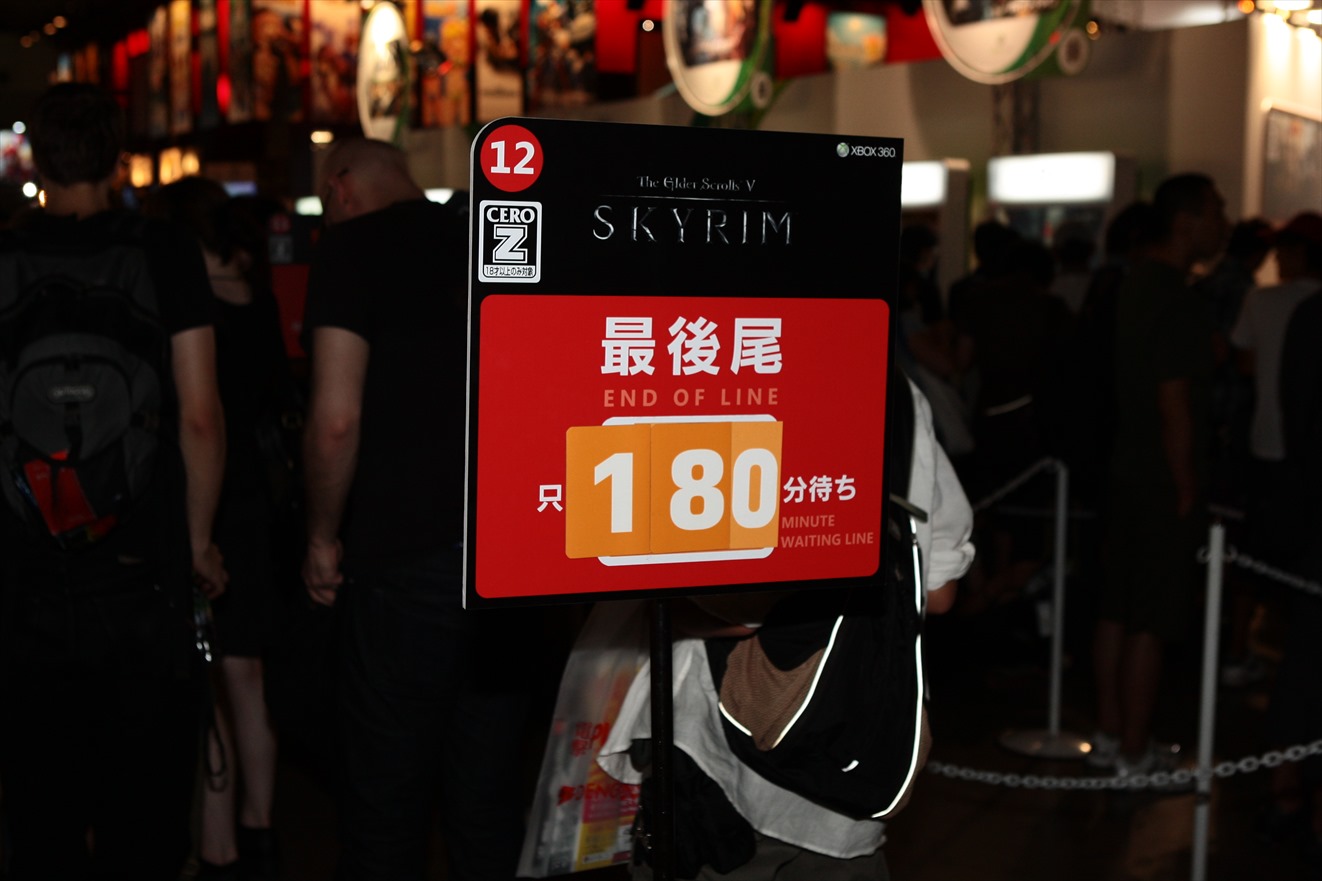 12
XBOX 360
The Elder Scrolls V
SKYRIM
CERO
Z
18才以上のみ対象
最後尾
END OF LINE
只 180 分待ち
MINUTE
WAITING LINE